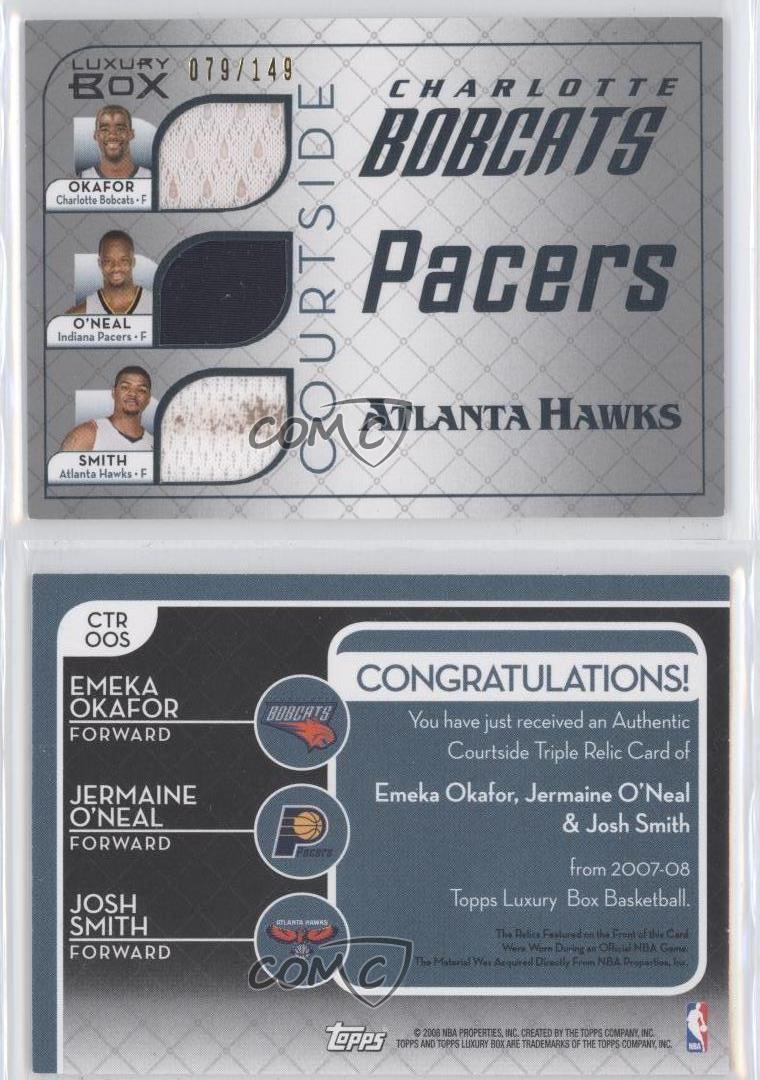 LUXURY
BOX
079/149
OKAFOR
Charlotte Bobcats • F
O'NEAL
Indiana Pacers • F
SMITH
Atlanta Hawks • F
COURTSIDE
CHARLOTTE
BOBCATS
Pacers
ATLANTA HAWKS
COMC
CTR
OOS
EMEKA
OKAFOR
FORWARD
BOBCATS
JERMAINE
O'NEAL
FORWARD
Pacers
JOSH
SMITH
FORWARD
ATLANTA HAWKS
CONGRATULATIONS!
You have just received an Authentic
Courtside Triple Relic Card of
Emeka Okafor, Jermaine O'Neal
& Josh Smith
from 2007-08
Topps Luxury Box Basketball.
The Relics Featured on the Front of this Card
Were Worn During an Official NBA Game.
The Material Was Acquired Directly From NBA Properties, Inc.
COMC
Topps
© 2008 NBA PROPERTIES, INC. CREATED BY THE TOPPS COMPANY, INC.
TOPPS AND TOPPS LUXURY BOX ARE TRADEMARKS OF THE TOPPS COMPANY, INC.
NBA